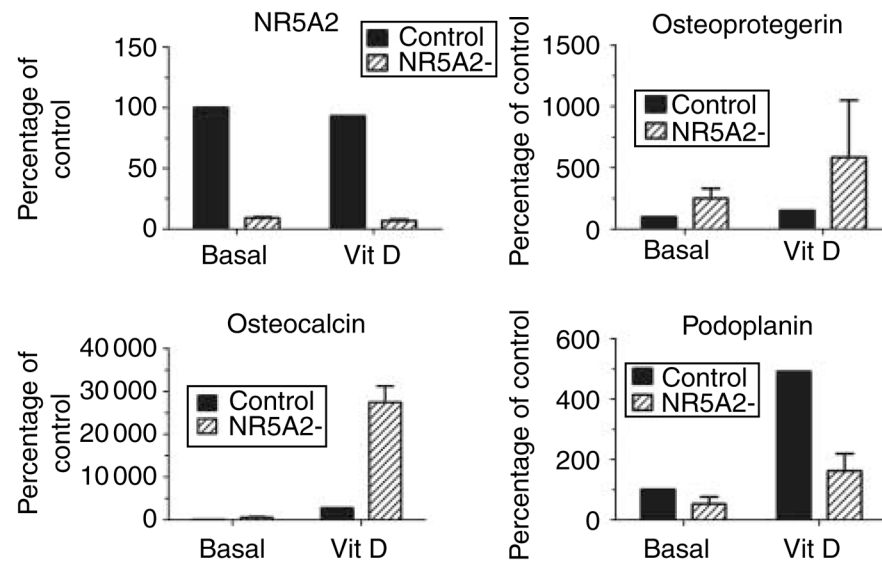 NR5A2
Percentage of
control
150
100
50
0
Control
NR5A2-
Basal
Vit D
Osteoprotegerin
Percentage of control
1500
1000
500
0
Control
NR5A2-
Basal
Vit D
Osteocalcin
Percentage of
control
40 000
30 000
20 000
10 000
0
Control
NR5A2-
Basal
Vit D
Podoplanin
Percentage of control
600
400
200
0
Control
NR5A2-
Basal
Vit D